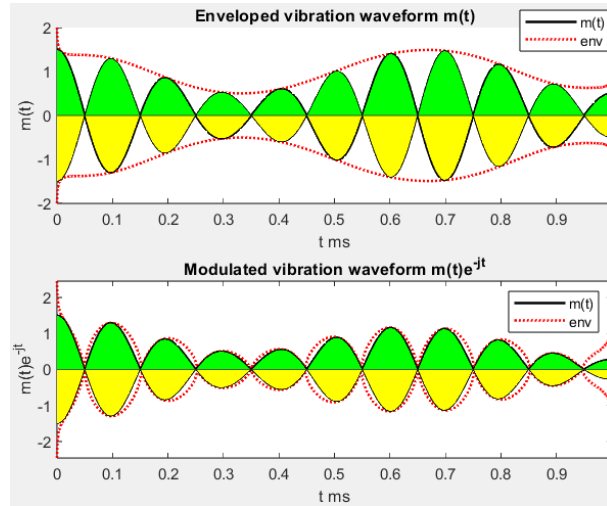 Enveloped vibration waveform m(t)
m(t)
env
2
1
0
-1
-2
m(t)
0 0.1 0.2 0.3 0.4 0.5 0.6 0.7 0.8 0.9
t ms
Modulated vibration waveform m(t)e^-jt
m(t)
env
2
1
0
-1
-2
m(t)e^-jt
0 0.1 0.2 0.3 0.4 0.5 0.6 0.7 0.8 0.9
t ms